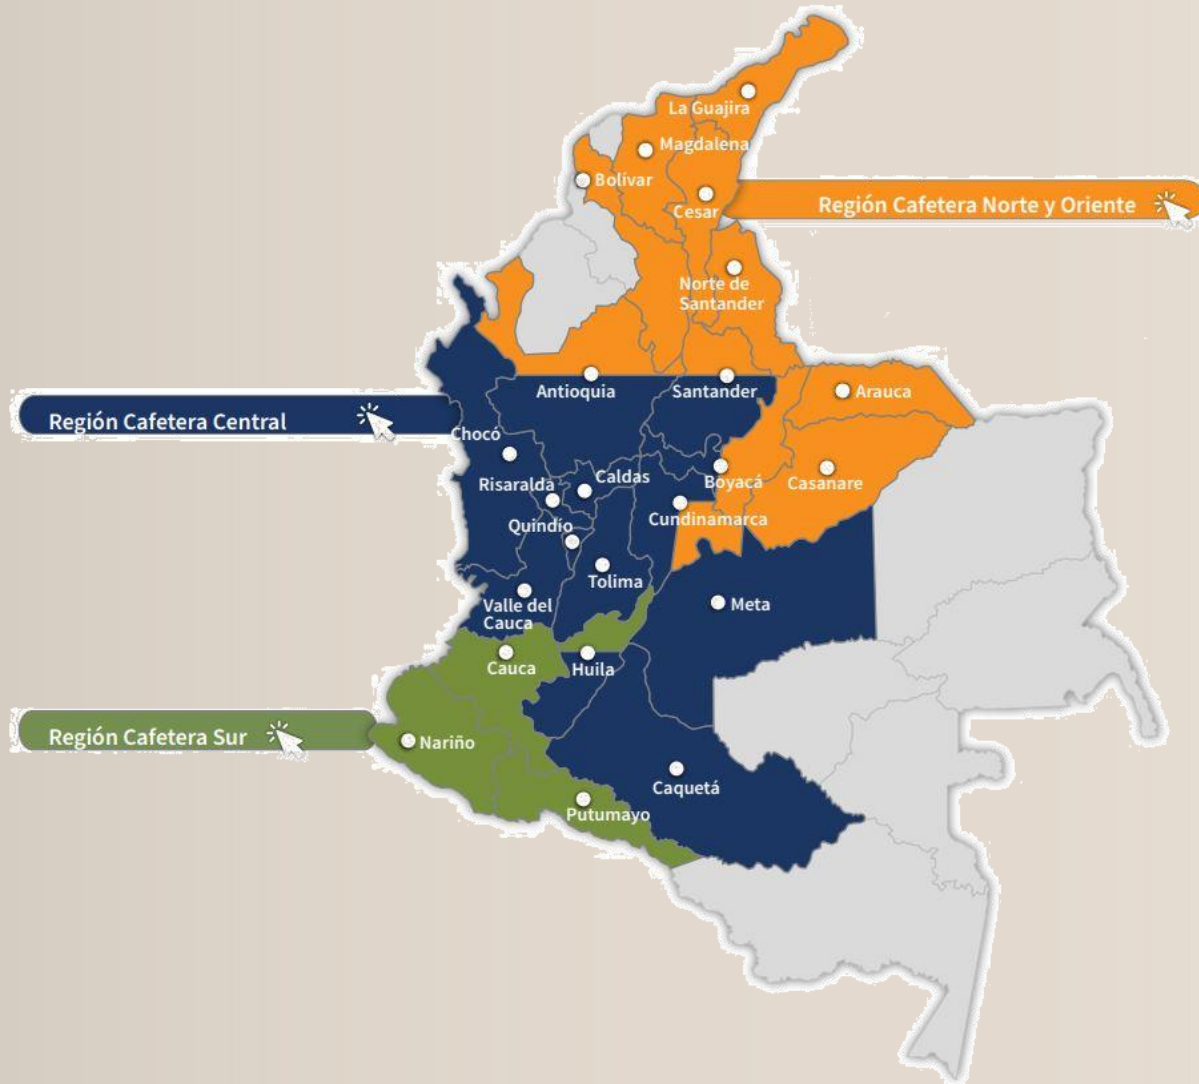 La Guajira
Magdalena
Bolívar
Cesar
Región Cafetera Norte y Oriente
Norte de
Santander
Antioquia
Santander
Arauca
Región Cafetera Central
Chocó
Risaralda
Caldas
Boyacá
Casanare
Quindío
Cundinamarca
Tolima
Valle del
Cauca
Meta
Cauca
Huila
Región Cafetera Sur
Nariño
Caquetá
Putumayo